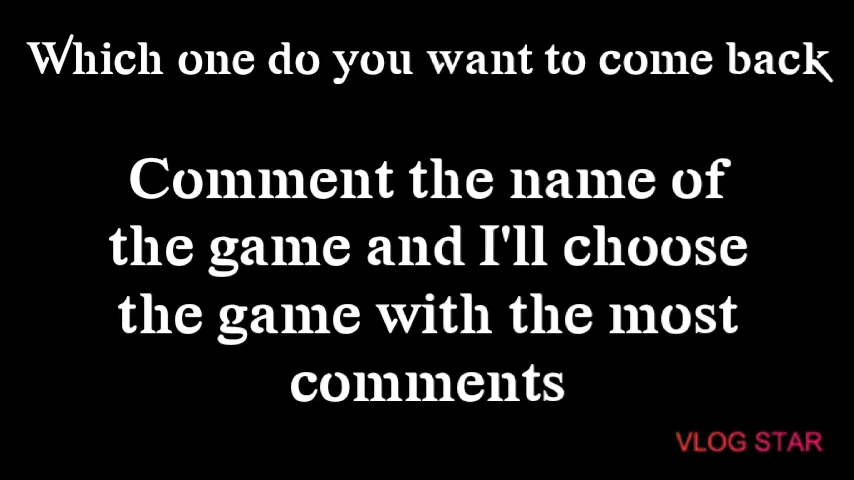 Which one do you want to come back
Comment the name of
the game and I'll choose
the game with the most
comments
VLOG STAR